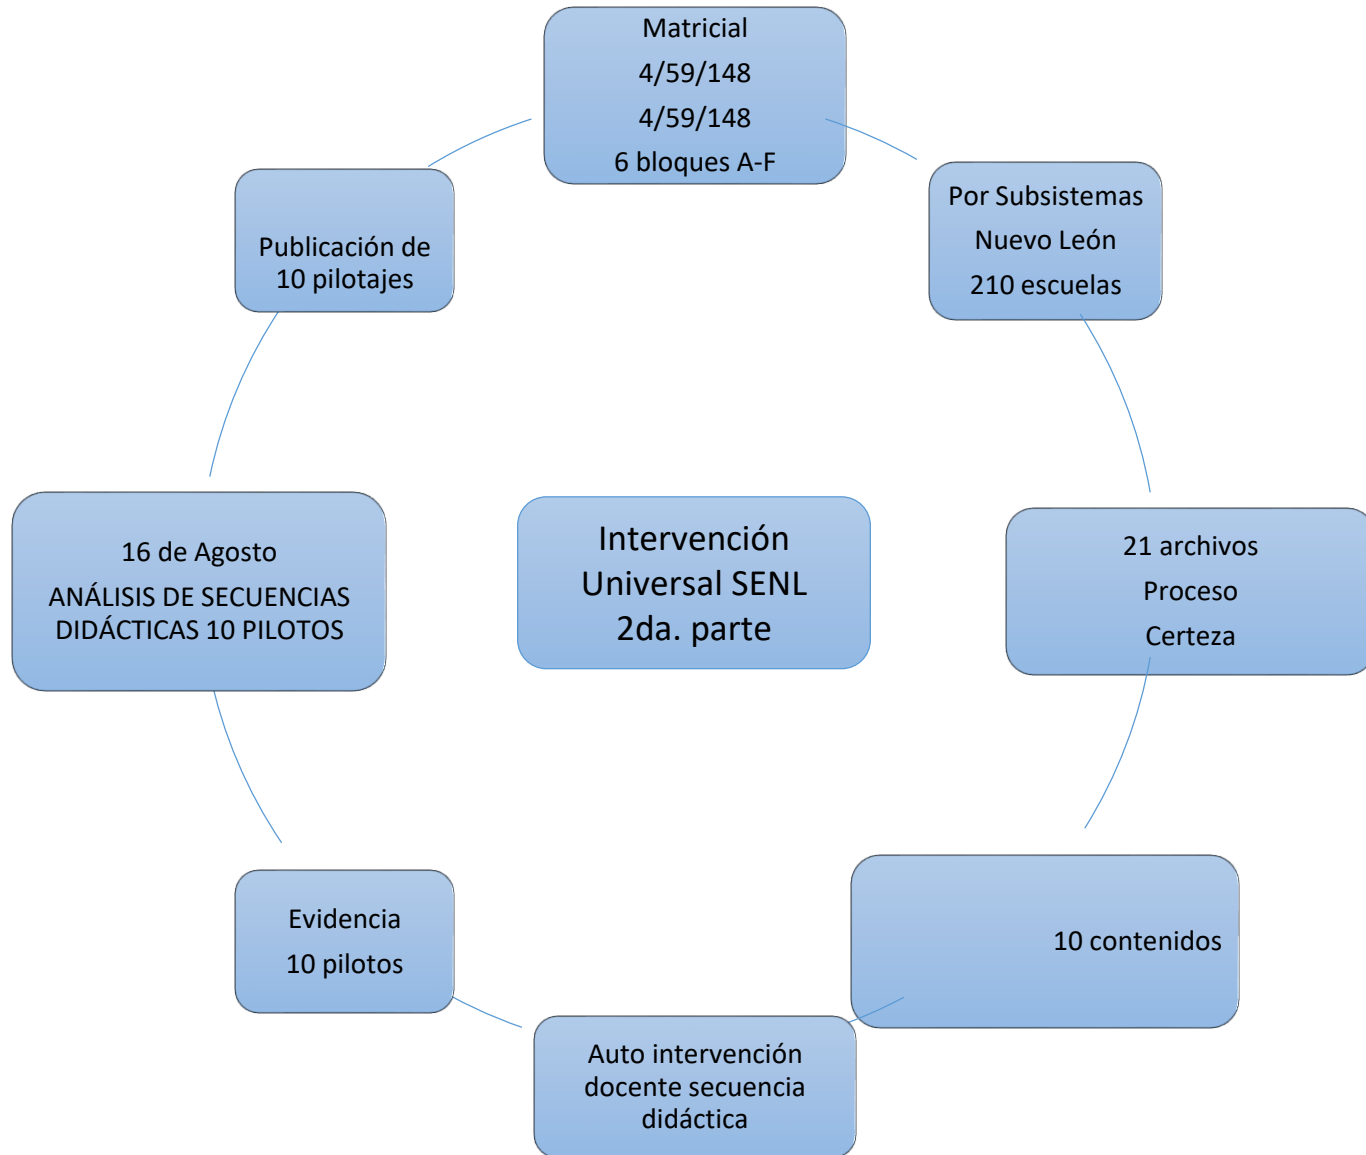 Matricial
4/59/148
4/59/148
6 bloques A-F
Por Subsistemas
Nuevo León
210 escuelas
21 archivos
Proceso
Certeza
10 contenidos
Auto intervención
docente secuencia
didáctica
Evidencia
10 pilotos
16 de Agosto
ANÁLISIS DE SECUENCIAS
DIDÁCTICAS 10 PILOTOS
Publicación de
10 pilotajes
Intervención
Universal SENL
2da. parte